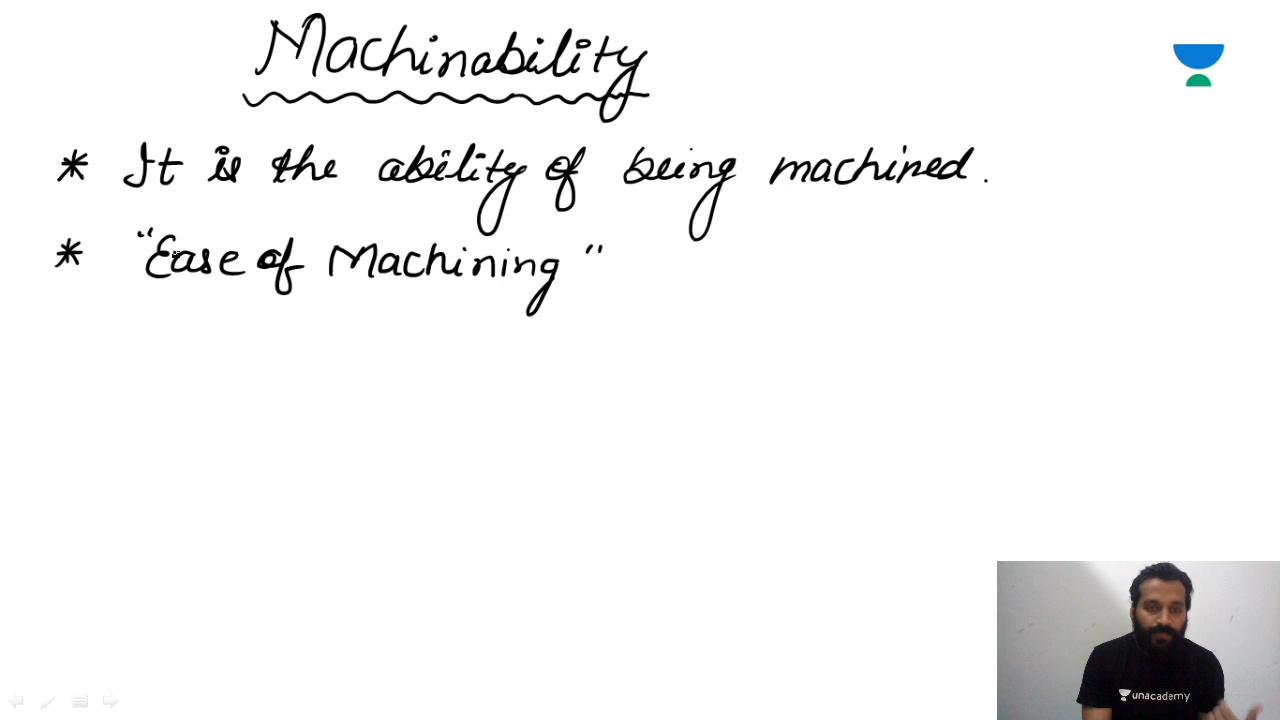 Machinability
* It is the ability of being machined.
* "Ease of Machining"
unacademy